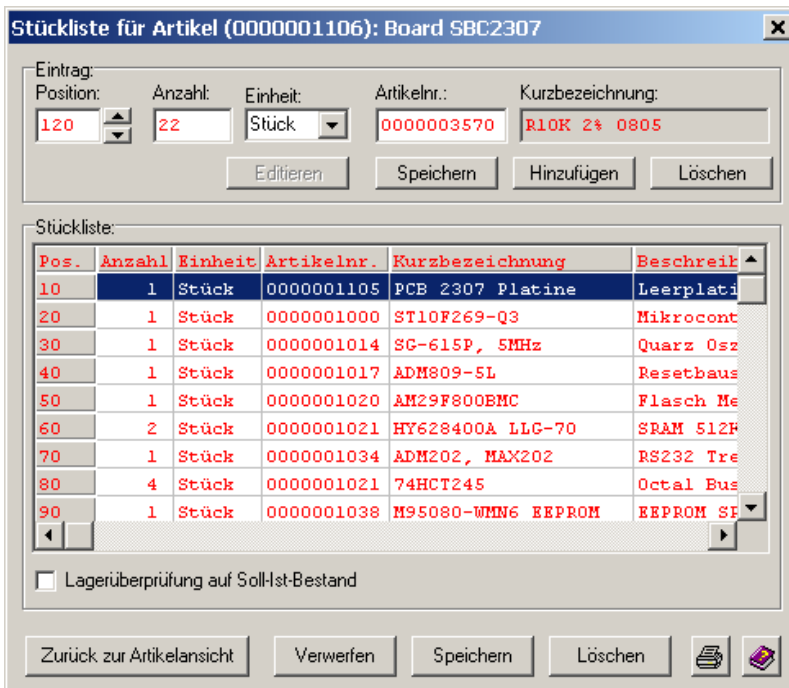 Stückliste für Artikel (0000001106): Board SBC2307
Eintrag:
Position: Anzahl: Einheit: Artikelnr.: Kurzbezeichnung:
120 22 Stück 0000003570 R10K 2% 0805
Editieren Speichern Hinzufügen Löschen
Stückliste:
Pos. Anzahl Einheit Artikelnr. Kurzbezeichnung Beschreib
10 1 Stück 0000001105 PCB 2307 Platine Leerplati
20 1 Stück 0000001000 ST10F269-Q3 Mikrocont
30 1 Stück 0000001014 SG-615P, 5MHz Quarz Osz
40 1 Stück 0000001017 ADM809-5L Resetbaus
50 1 Stück 0000001020 AM29F800BMC Flasch Me
60 2 Stück 0000001021 HY628400A LLG-70 SRAM 512K
70 1 Stück 0000001034 ADM202, MAX202 RS232 Tre
80 4 Stück 0000001021 74HCT245 Octal Bus
90 1 Stück 0000001038 M95080-WMN6 EEPROM EEPROM SP
Lagerüberprüfung auf Soll-Ist-Bestand
Zurück zur Artikelansicht Verwerfen Speichern Löschen